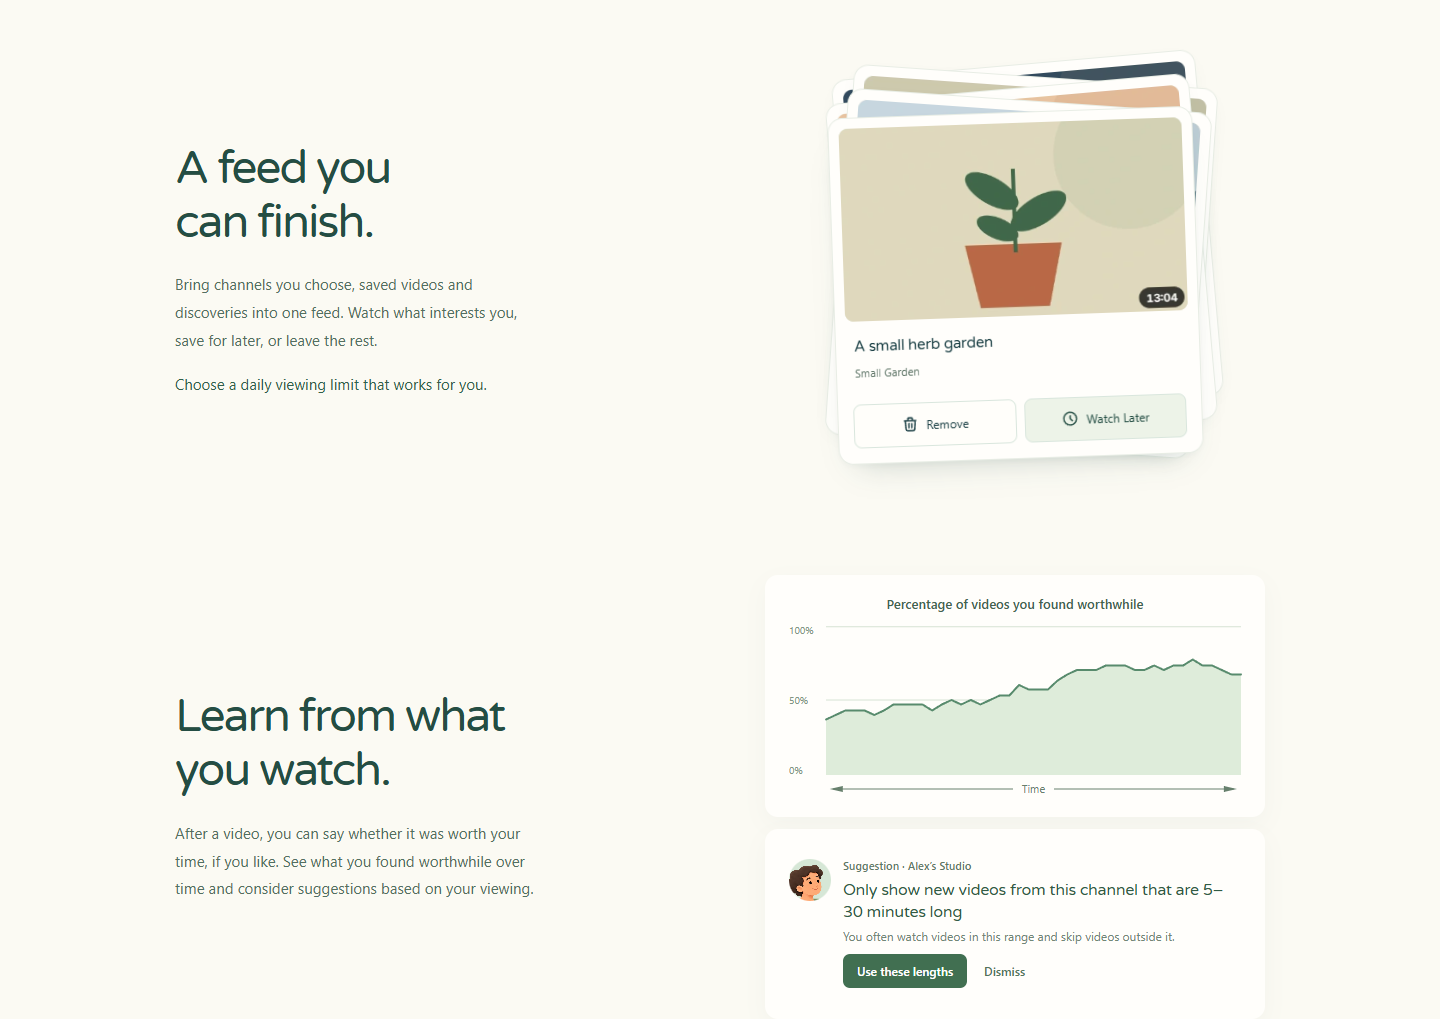 A feed you
can finish.
Bring channels you choose, saved videos and
discoveries into one feed. Watch what interests you,
save for later, or leave the rest.
Choose a daily viewing limit that works for you.
13:04
A small herb garden
Small Garden
Remove
Watch Later
Learn from what
you watch.
After a video, you can say whether it was worth your
time, if you like. See what you found worthwhile over
time and consider suggestions based on your viewing.
Percentage of videos you found worthwhile
100%
50%
0%
Time
Suggestion · Alex's Studio
Only show new videos from this channel that are 5–
30 minutes long
You often watch videos in this range and skip videos outside it.
Use these lengths
Dismiss